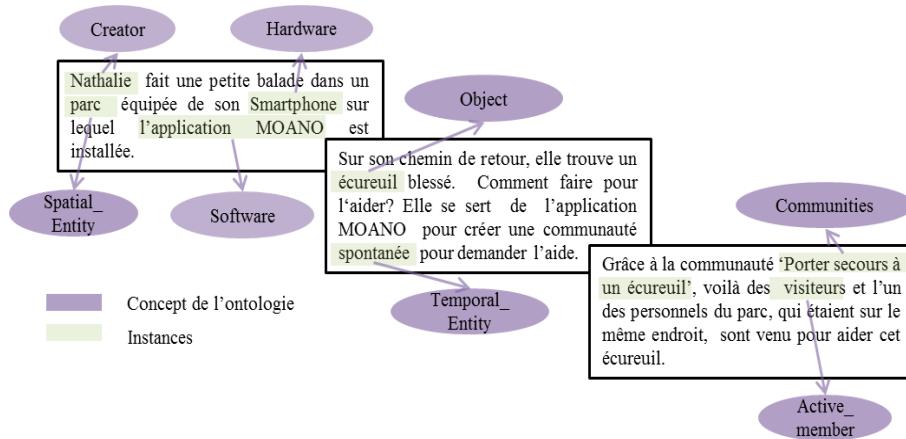 Creator
Hardware
Nathalie fait une petite balade dans un
parc équipée de son Smartphone sur
lequel l'application MOANO est
installée.
Spatial_
Entity
Software
Object
Sur son chemin de retour, elle trouve un
écureuil blessé. Comment faire pour
l'aider? Elle se sert de l'application
MOANO pour créer une communauté
spontanée pour demander l'aide.
Temporal_
Entity
Communities
Grâce à la communauté 'Porter secours à
un écureuil', voilà des visiteurs et l'un
des personnels du parc, qui étaient sur le
même endroit, sont venu pour aider cet
écureuil.
Active_
member
Concept de l'ontologie
Instances